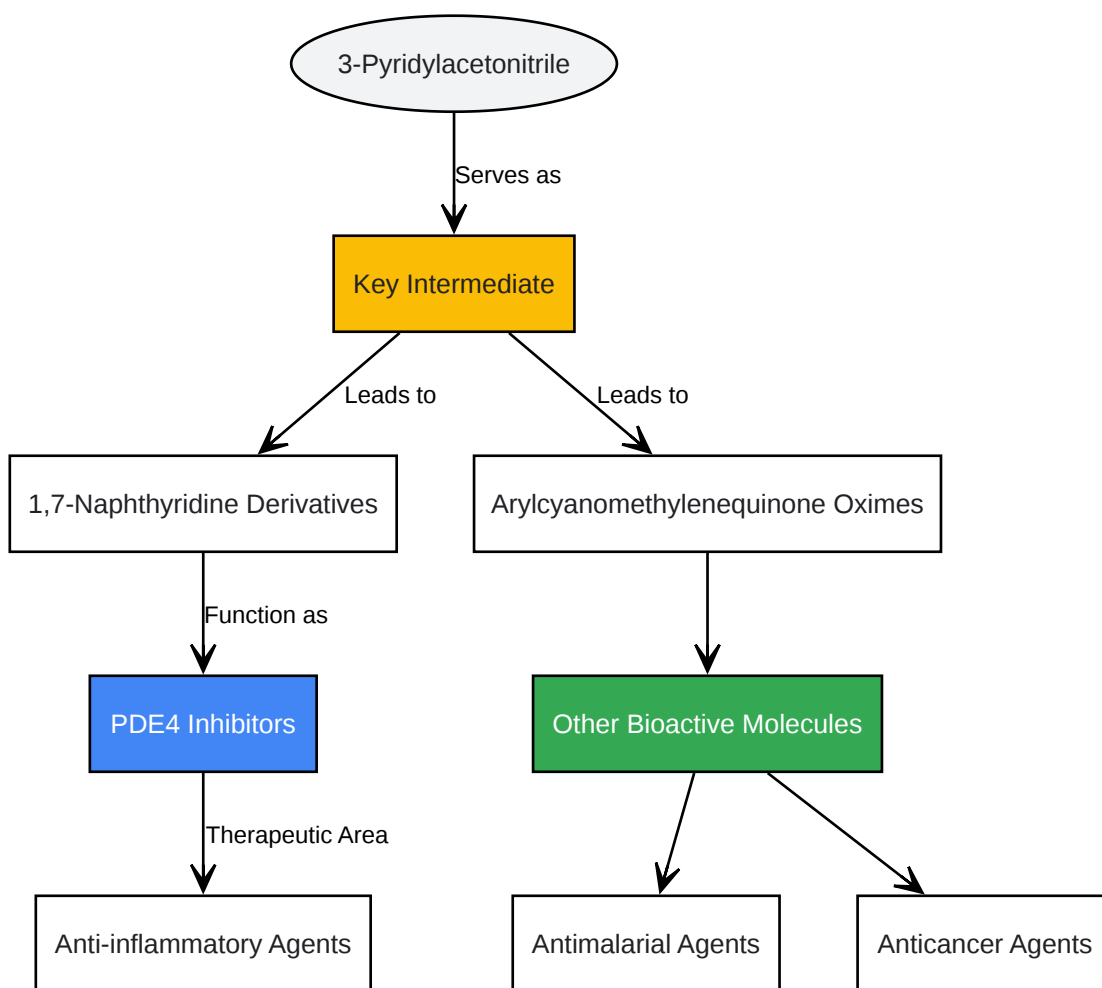 3-Pyridylacetonitrile
Serves as
Key Intermediate
Leads to
Leads to
1,7-Naphthyridine Derivatives
Arylcyanomethylenequinone Oximes
Function as
PDE4 Inhibitors
Other Bioactive Molecules
Therapeutic Area
Anti-inflammatory Agents
Antimalarial Agents
Anticancer Agents